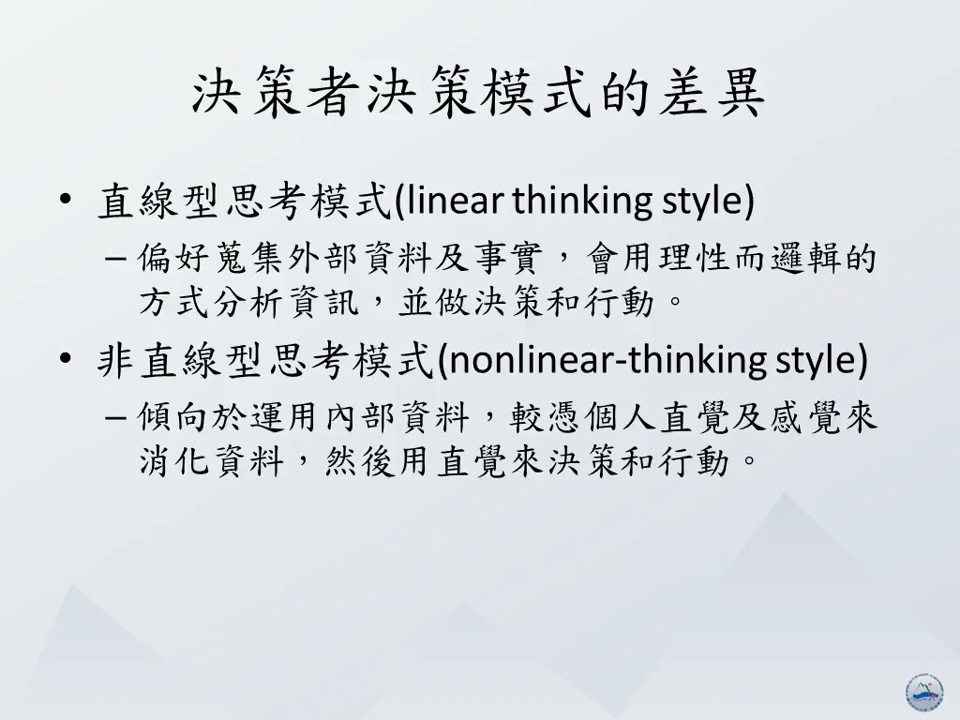 決策者決策模式的差異
• 直線型思考模式(linear thinking style)
– 偏好蒐集外部資料及事實，會用理性而邏輯的
方式分析資訊，並做決策和行動。
• 非直線型思考模式(nonlinear-thinking style)
– 傾向於運用內部資料，較憑個人直覺及感覺來
消化資料，然後用直覺來決策和行動。